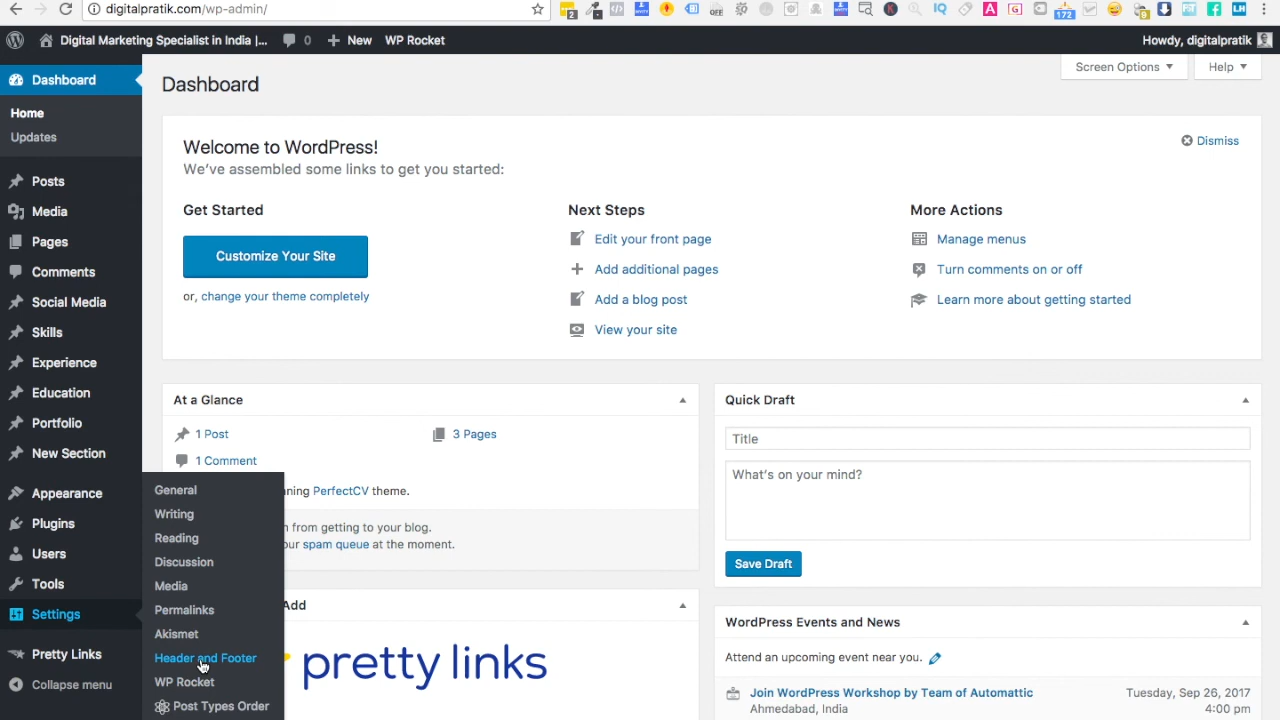 digitalpratik.com/wp-admin/
2
OFF
IQ
172
LH
Digital Marketing Specialist in India |...
0
New
WP Rocket
Howdy, digitalpratik
Dashboard
Home
Updates
Posts
Media
Pages
Comments
Social Media
Skills
Experience
Education
Portfolio
New Section
Appearance
Plugins
Users
Tools
Settings
Pretty Links
Collapse menu
General
Writing
Reading
Discussion
Media
Permalinks
Akismet
Header and Footer
WP Rocket
Post Types Order
Screen Options
Help
Dashboard
Welcome to WordPress!
We've assembled some links to get you started:
Dismiss
Get Started
Customize Your Site
or, change your theme completely
Next Steps
Edit your front page
Add additional pages
Add a blog post
View your site
More Actions
Manage menus
Turn comments on or off
Learn more about getting started
At a Glance
1 Post
3 Pages
1 Comment
ning PerfectCV theme.
n from getting to your blog.
our spam queue at the moment.
Add
pretty links
Quick Draft
Title
What's on your mind?
Save Draft
WordPress Events and News
Attend an upcoming event near you.
Join WordPress Workshop by Team of Automattic
Ahmedabad, India
Tuesday, Sep 26, 2017
4:00 pm